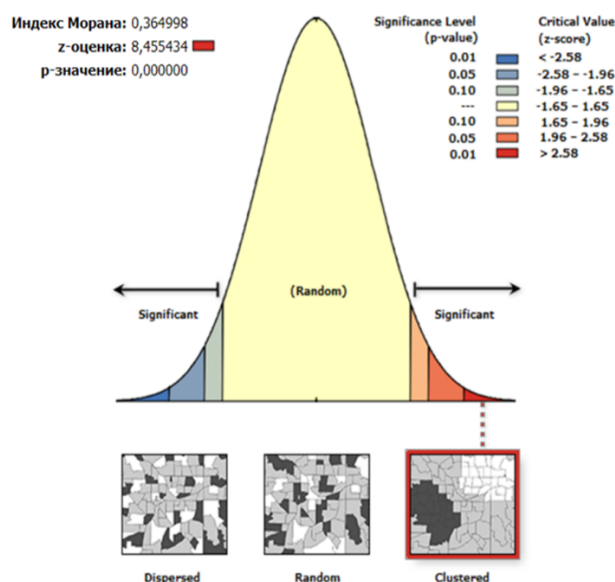 Индекс Морана: 0,364998
z-оценка: 8,455434
p-значение: 0,000000
Significance Level
(p-value)
Critical Value
(z-score)
0.01 < -2.58
0.05 -2.58 – -1.96
0.10 -1.96 – -1.65
--- -1.65 – 1.65
0.10 1.65 – 1.96
0.05 1.96 – 2.58
0.01 > 2.58
(Random)
Significant
Significant
Dispersed
Random
Clustered